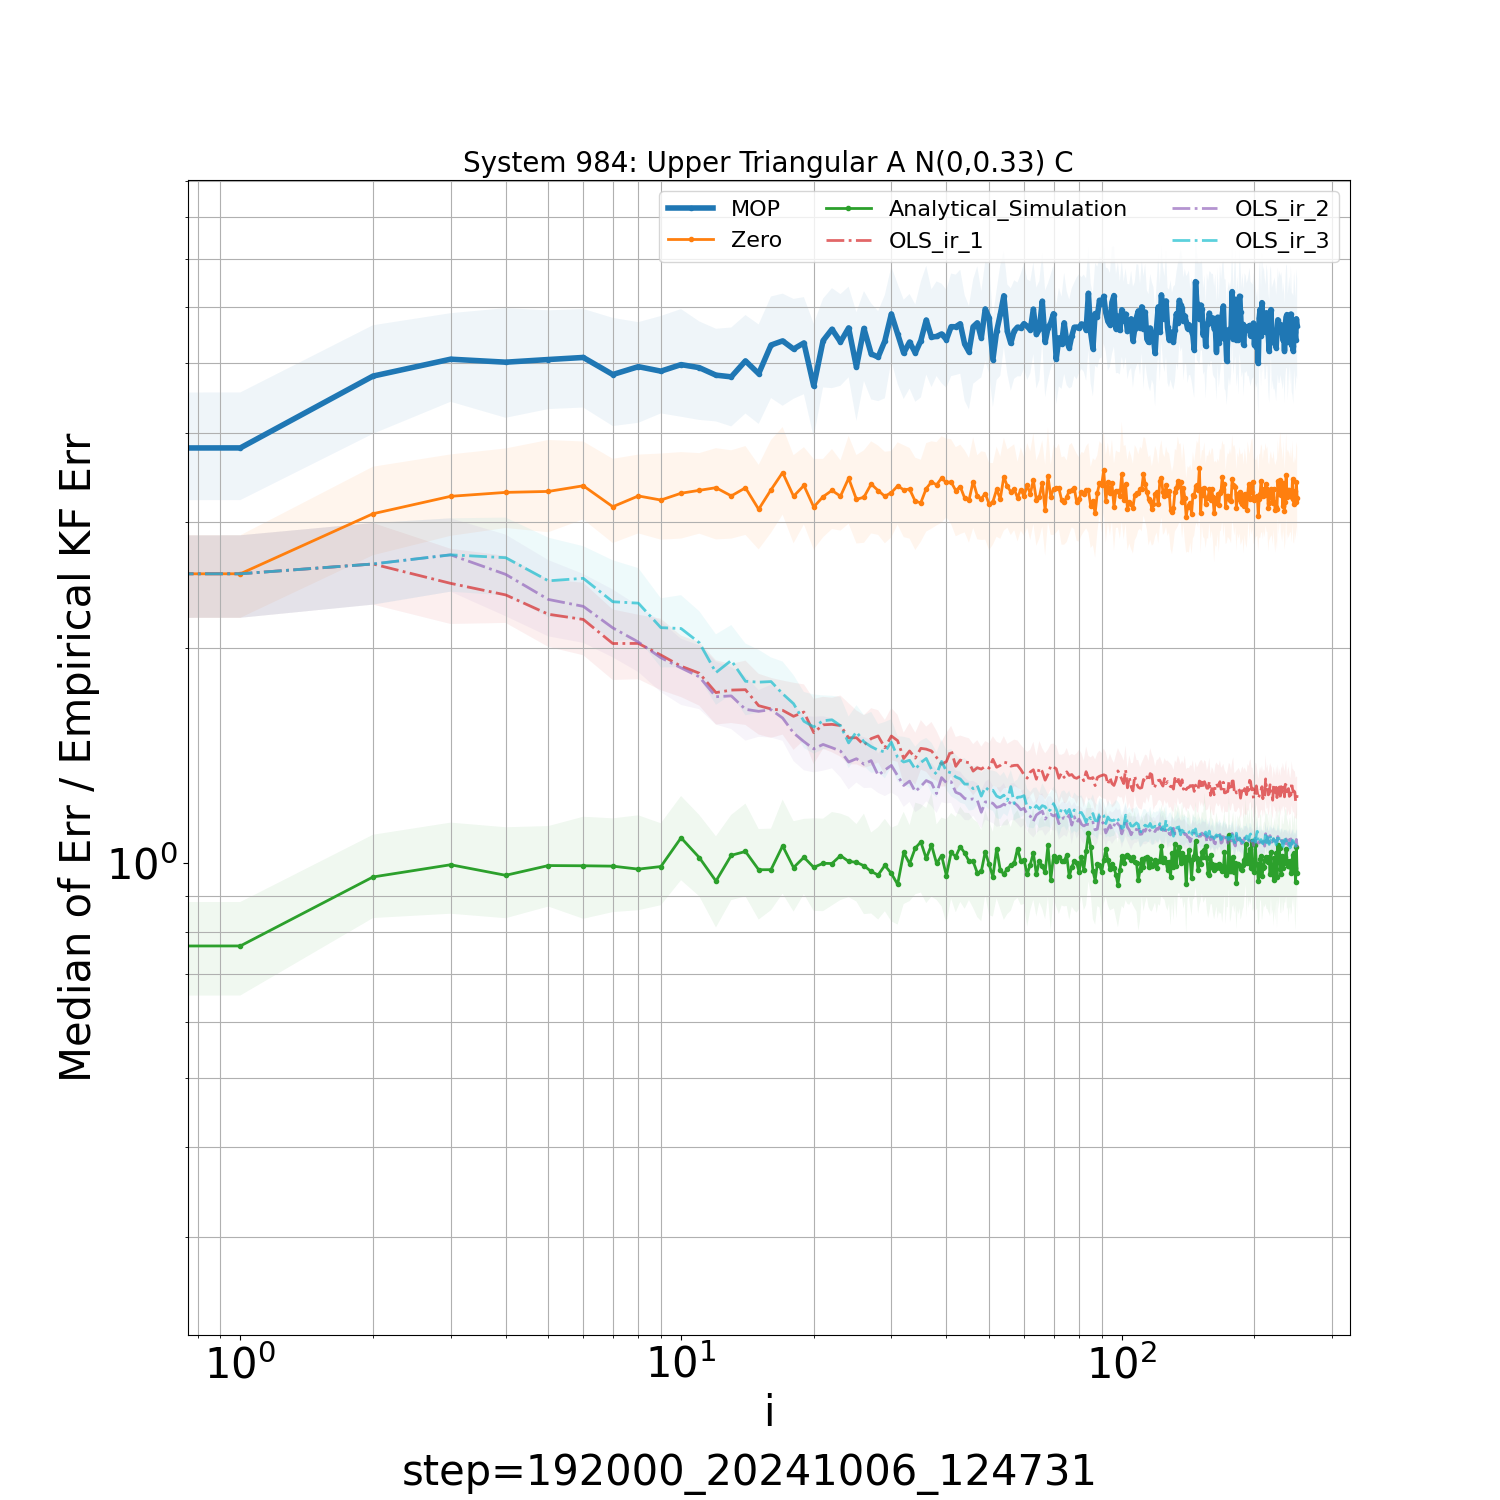 System 984: Upper Triangular A N(0,0.33) C
MOP
Zero
Analytical_Simulation
OLS_ir_1
OLS_ir_2
OLS_ir_3
Median of Err / Empirical KF Err
10⁰
10⁰
10¹
10²
i
step=192000_20241006_124731